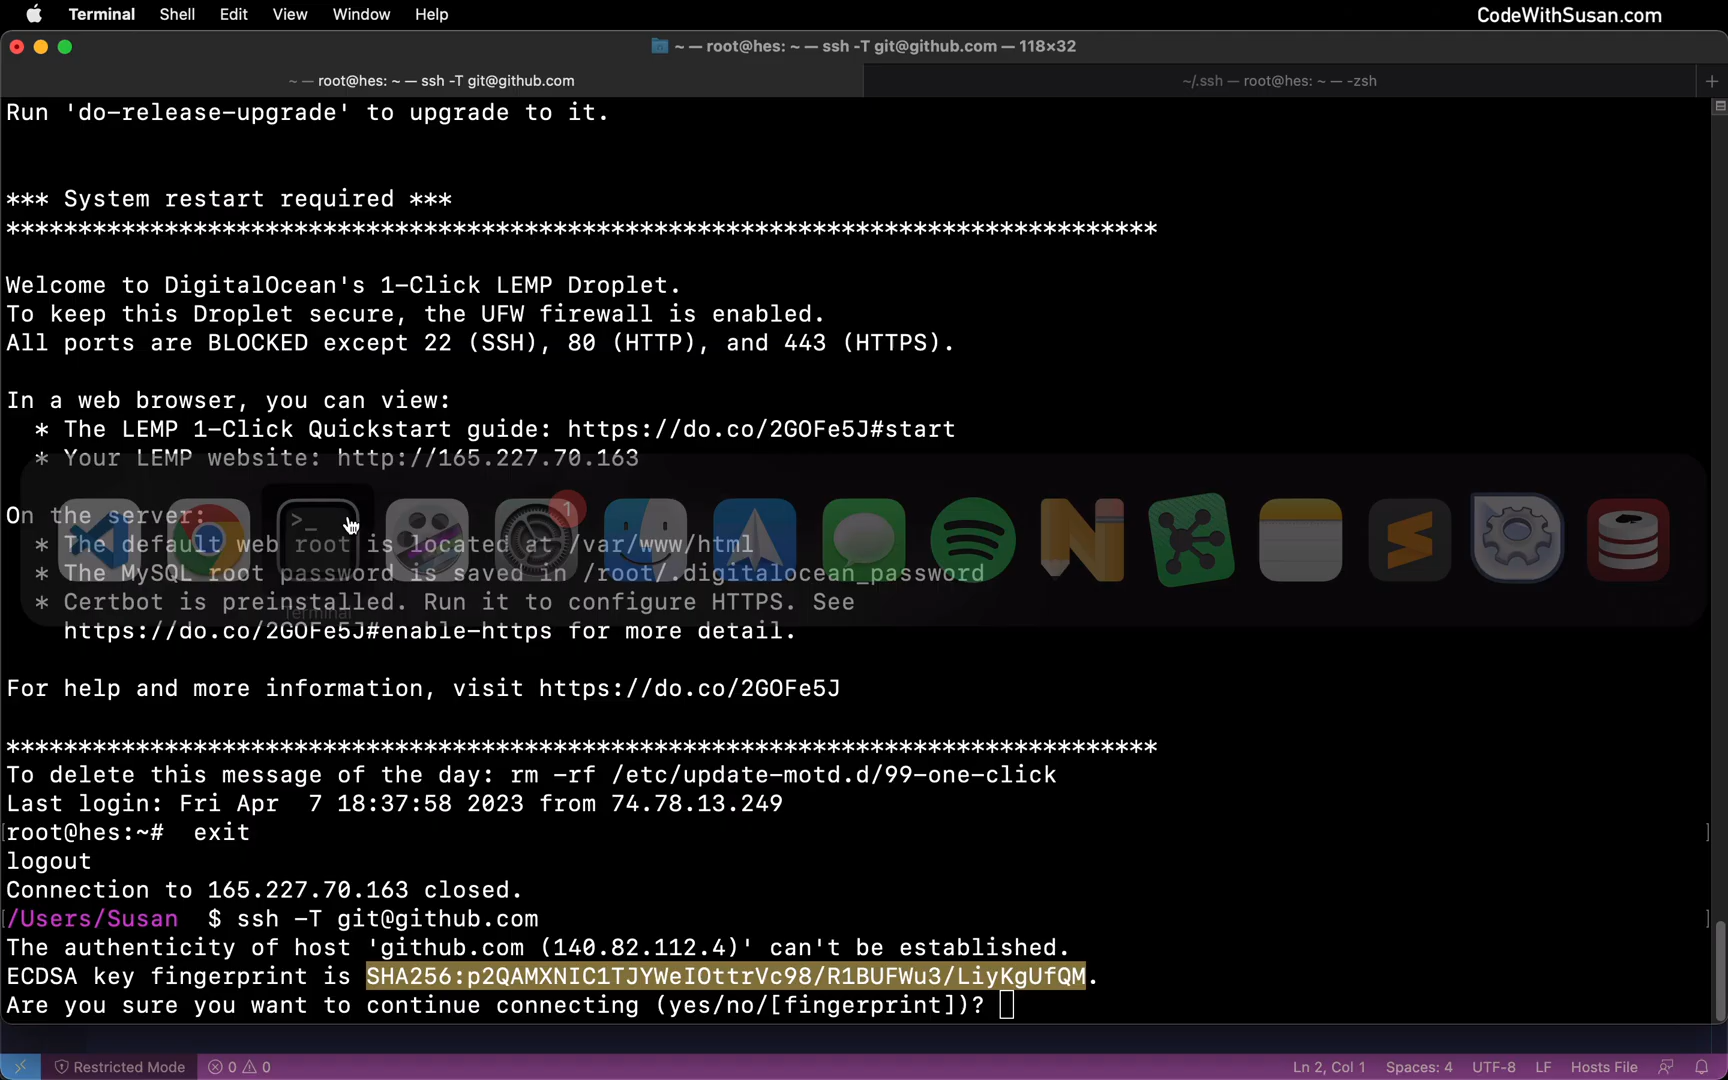 Terminal Shell Edit View Window Help CodeWithSusan.com
~ — root@hes: ~ — ssh -T git@github.com — 118×32
~ — root@hes: ~ — ssh -T git@github.com ~/.ssh — root@hes: ~ — -zsh
Run 'do-release-upgrade' to upgrade to it.
*** System restart required ***
********************************************************************************
Welcome to DigitalOcean's 1-Click LEMP Droplet.
To keep this Droplet secure, the UFW firewall is enabled.
All ports are BLOCKED except 22 (SSH), 80 (HTTP), and 443 (HTTPS).
In a web browser, you can view:
* The LEMP 1-Click Quickstart guide: https://do.co/2GOFe5J#start
* Your LEMP website: http://165.227.70.163
On the server:
1
* The default web root is located at /var/www/html
* The MySQL root password is saved in /root/.digitalocean_password
* Certbot is preinstalled. Run it to configure HTTPS. See
Terminal
https://do.co/2GOFe5J#enable-https for more detail.
For help and more information, visit https://do.co/2GOFe5J
********************************************************************************
To delete this message of the day: rm -rf /etc/update-motd.d/99-one-click
Last login: Fri Apr  7 18:37:58 2023 from 74.78.13.249
[root@hes:~#  exit ]
logout
Connection to 165.227.70.163 closed.
[/Users/Susan  $ ssh -T git@github.com ]
The authenticity of host 'github.com (140.82.112.4)' can't be established.
ECDSA key fingerprint is SHA256:p2QAMXNIC1TJYWeIOttrVc98/R1BUFWu3/LiyKgUfQM.
Are you sure you want to continue connecting (yes/no/[fingerprint])?
Restricted Mode 0 0 Ln 2, Col 1 Spaces: 4 UTF-8 LF Hosts File